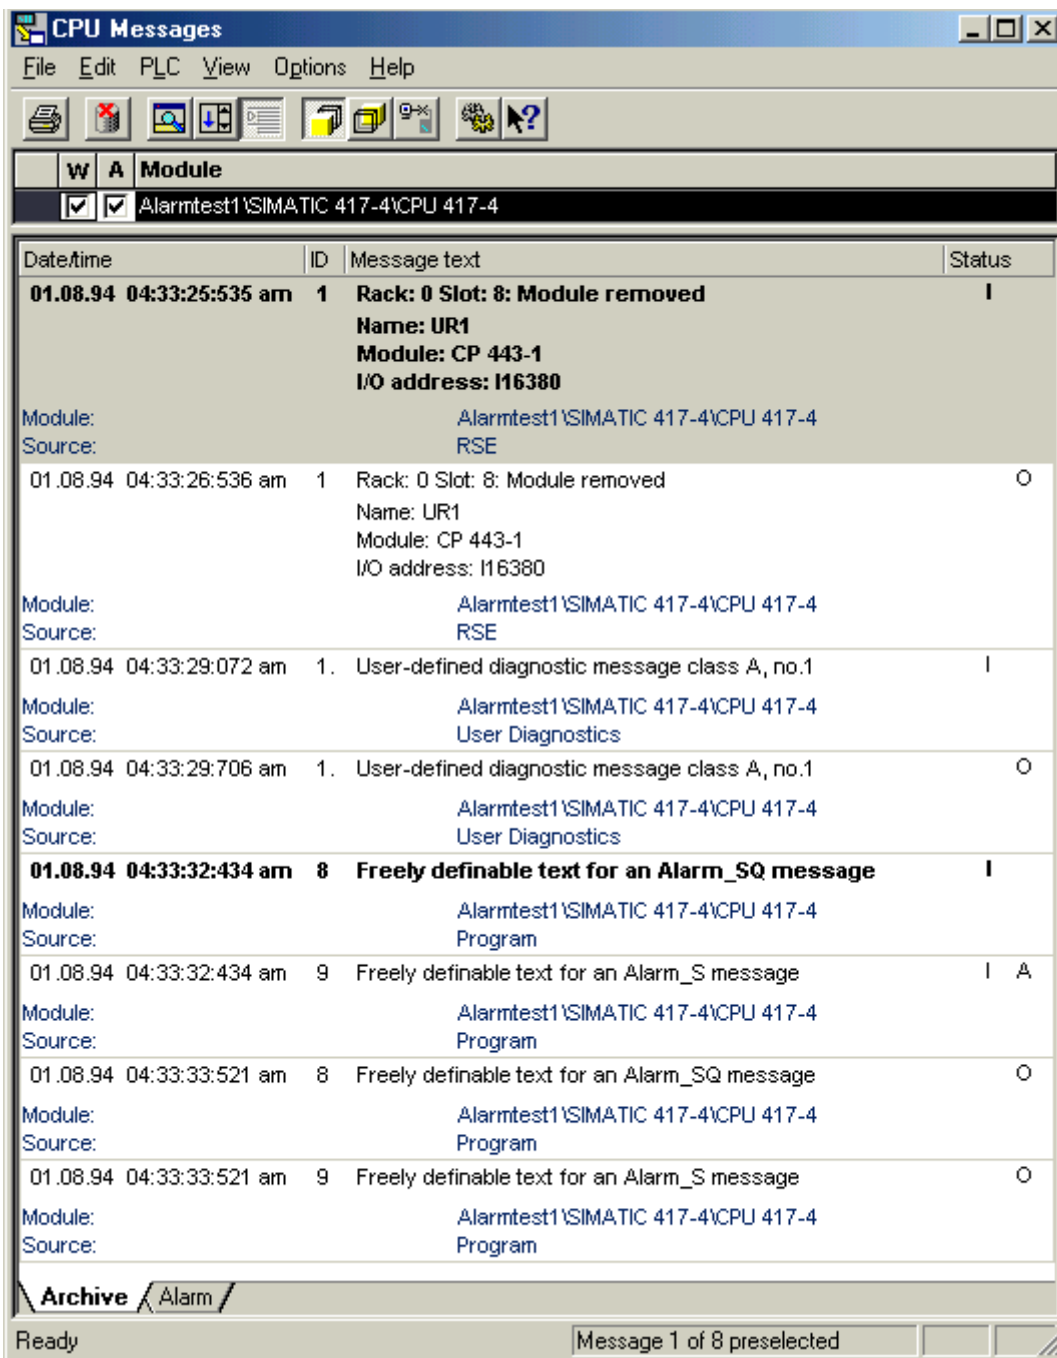 CPU Messages
File Edit PLC View Options Help
W A Module
Alarmtest1\SIMATIC 417-4\CPU 417-4
Date/time ID Message text Status
01.08.94 04:33:25:535 am 1 Rack: 0 Slot: 8: Module removed I
Name: UR1
Module: CP 443-1
I/O address: I16380
Module: Alarmtest1\SIMATIC 417-4\CPU 417-4
Source: RSE
01.08.94 04:33:26:536 am 1 Rack: 0 Slot: 8: Module removed O
Name: UR1
Module: CP 443-1
I/O address: I16380
Module: Alarmtest1\SIMATIC 417-4\CPU 417-4
Source: RSE
01.08.94 04:33:29:072 am 1. User-defined diagnostic message class A, no.1 I
Module: Alarmtest1\SIMATIC 417-4\CPU 417-4
Source: User Diagnostics
01.08.94 04:33:29:706 am 1. User-defined diagnostic message class A, no.1 O
Module: Alarmtest1\SIMATIC 417-4\CPU 417-4
Source: User Diagnostics
01.08.94 04:33:32:434 am 8 Freely definable text for an Alarm_SQ message I
Module: Alarmtest1\SIMATIC 417-4\CPU 417-4
Source: Program
01.08.94 04:33:32:434 am 9 Freely definable text for an Alarm_S message I A
Module: Alarmtest1\SIMATIC 417-4\CPU 417-4
Source: Program
01.08.94 04:33:33:521 am 8 Freely definable text for an Alarm_SQ message O
Module: Alarmtest1\SIMATIC 417-4\CPU 417-4
Source: Program
01.08.94 04:33:33:521 am 9 Freely definable text for an Alarm_S message O
Module: Alarmtest1\SIMATIC 417-4\CPU 417-4
Source: Program
Archive Alarm
Ready Message 1 of 8 preselected